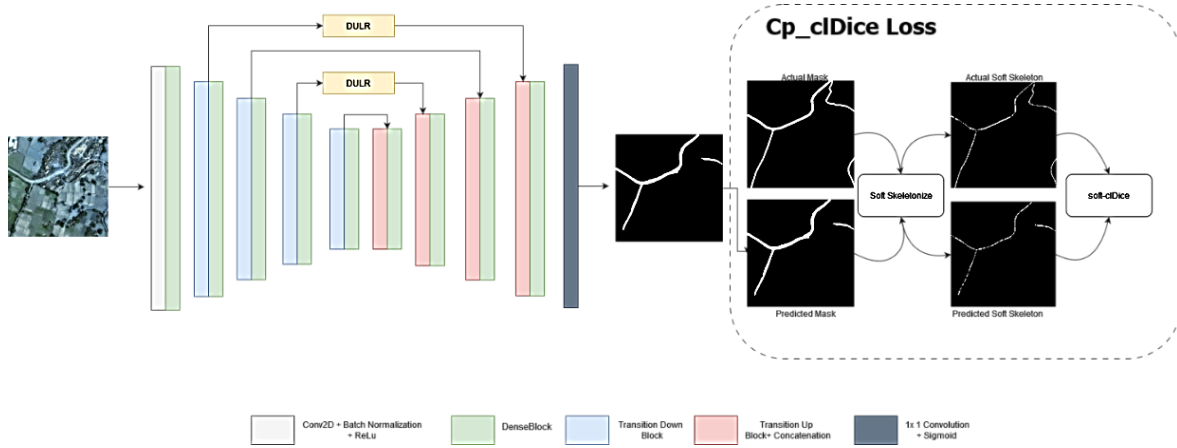 DULR
DULR
Cp_clDice Loss
Actual Mask
Actual Soft Skeleton
Soft Skeletonize
soft-clDice
Predicted Mask
Predicted Soft Skeleton
Conv2D + Batch Normalization
+ ReLu
DenseBlock
Transition Down
Block
Transition Up
Block+ Concatenation
1x 1 Convolution
+ Sigmoid